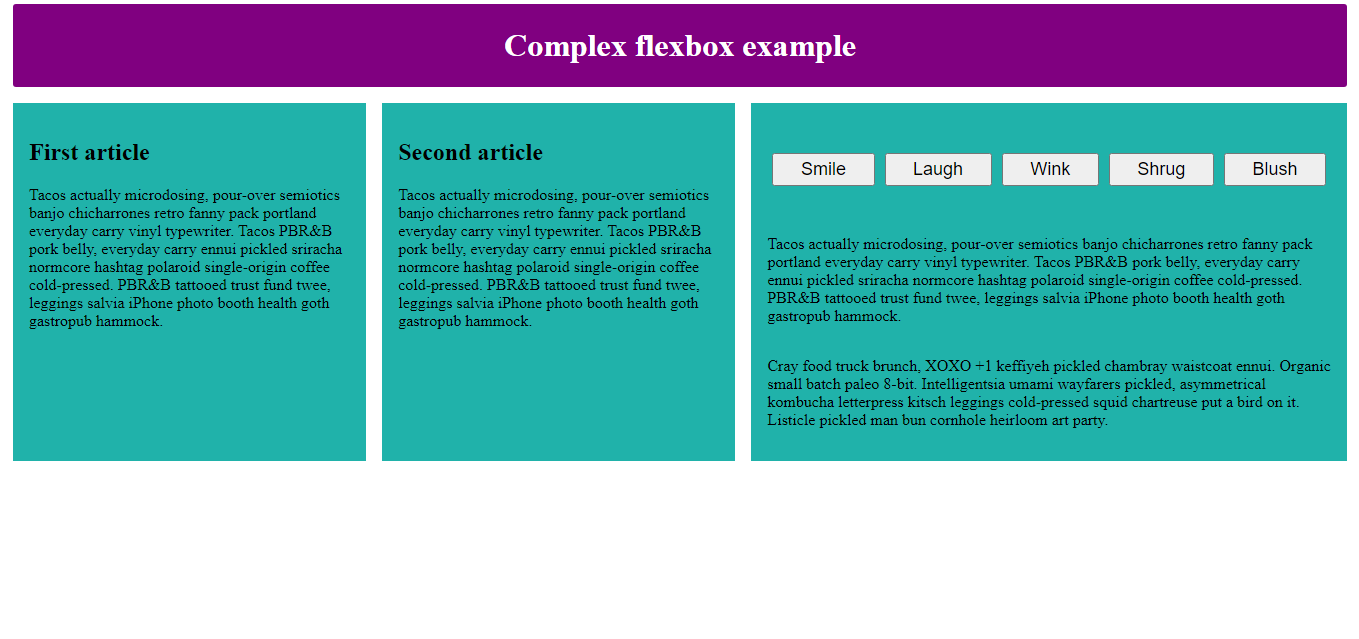 Complex flexbox example
First article
Tacos actually microdosing, pour-over semiotics
banjo chicharrones retro fanny pack portland
everyday carry vinyl typewriter. Tacos PBR&B
pork belly, everyday carry ennui pickled sriracha
normcore hashtag polaroid single-origin coffee
cold-pressed. PBR&B tattooed trust fund twee,
leggings salvia iPhone photo booth health goth
gastropub hammock.
Second article
Tacos actually microdosing, pour-over semiotics
banjo chicharrones retro fanny pack portland
everyday carry vinyl typewriter. Tacos PBR&B
pork belly, everyday carry ennui pickled sriracha
normcore hashtag polaroid single-origin coffee
cold-pressed. PBR&B tattooed trust fund twee,
leggings salvia iPhone photo booth health goth
gastropub hammock.
Smile Laugh Wink Shrug Blush
Tacos actually microdosing, pour-over semiotics banjo chicharrones retro fanny pack
portland everyday carry vinyl typewriter. Tacos PBR&B pork belly, everyday carry
ennui pickled sriracha normcore hashtag polaroid single-origin coffee cold-pressed.
PBR&B tattooed trust fund twee, leggings salvia iPhone photo booth health goth
gastropub hammock.
Cray food truck brunch, XOXO +1 keffiyeh pickled chambray waistcoat ennui. Organic
small batch paleo 8-bit. Intelligentsia umami wayfarers pickled, asymmetrical
kombucha letterpress kitsch leggings cold-pressed squid chartreuse put a bird on it.
Listicle pickled man bun cornhole heirloom art party.